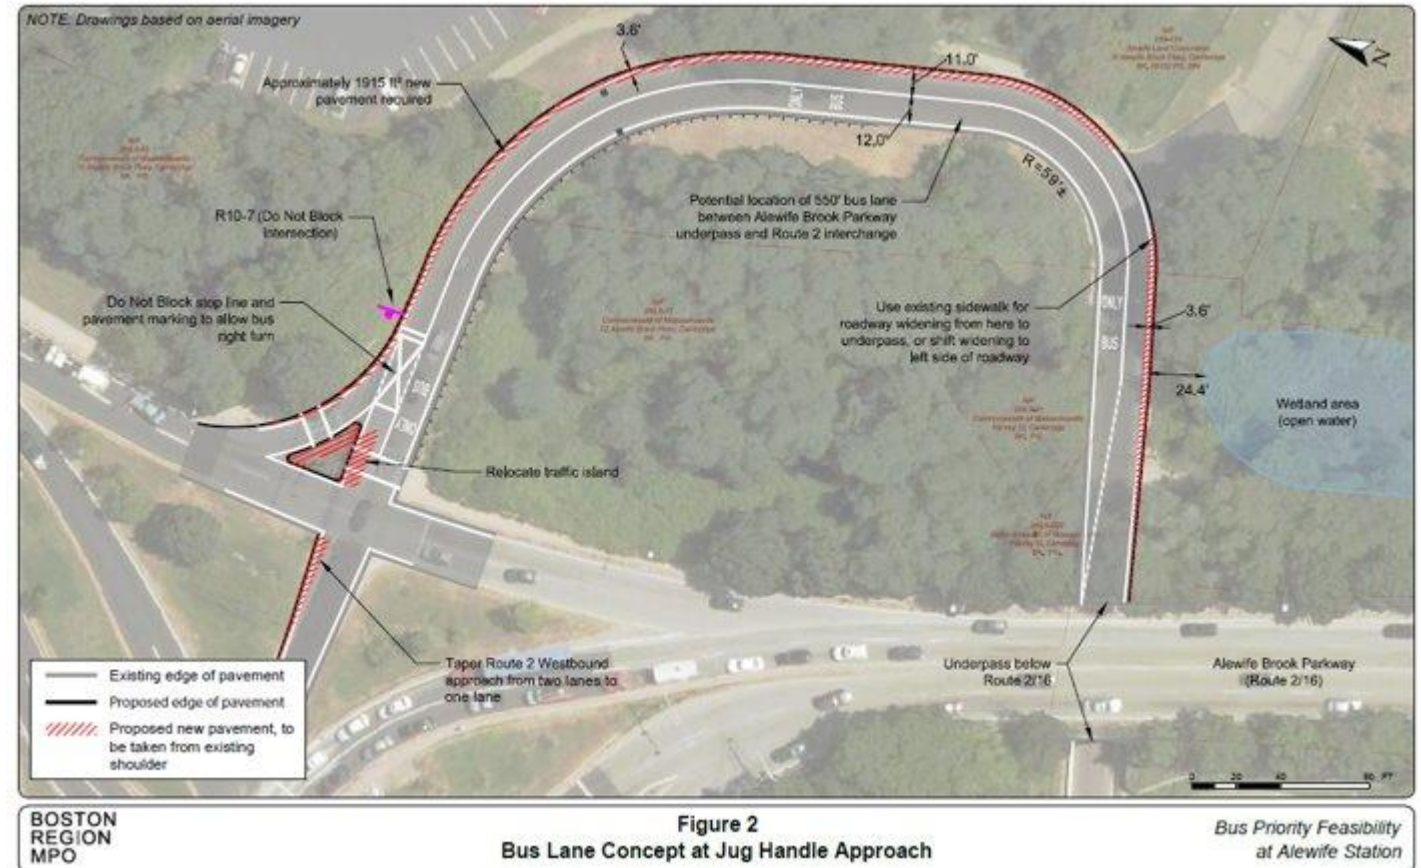 NOTE: Drawings based on aerial imagery
N
3.6'
11.0'
Approximately 1915 ft² new
pavement required
12.0'
R=59'±
R10-7 (Do Not Block
Intersection)
Potential location of 550' bus lane
between Alewife Brook Parkway
underpass and Route 2 interchange
ONLY
BUS
Do Not Block stop line and
pavement marking to allow bus
right turn
Use existing sidewalk for
roadway widening from here to
underpass, or shift widening to
left side of roadway
ONLY
BUS
3.6'
24.4'
Wetland area
(open water)
BUS
ONLY
Relocate traffic island
Taper Route 2 Westbound
approach from two lanes to
one lane
Underpass below
Route 2/16
Alewife Brook Parkway
(Route 2/16)
Existing edge of pavement
Proposed edge of pavement
Proposed new pavement, to
be taken from existing
shoulder
0 20 40 80 FT
BOSTON
REGION
MPO
Figure 2
Bus Lane Concept at Jug Handle Approach
Bus Priority Feasibility
at Alewife Station